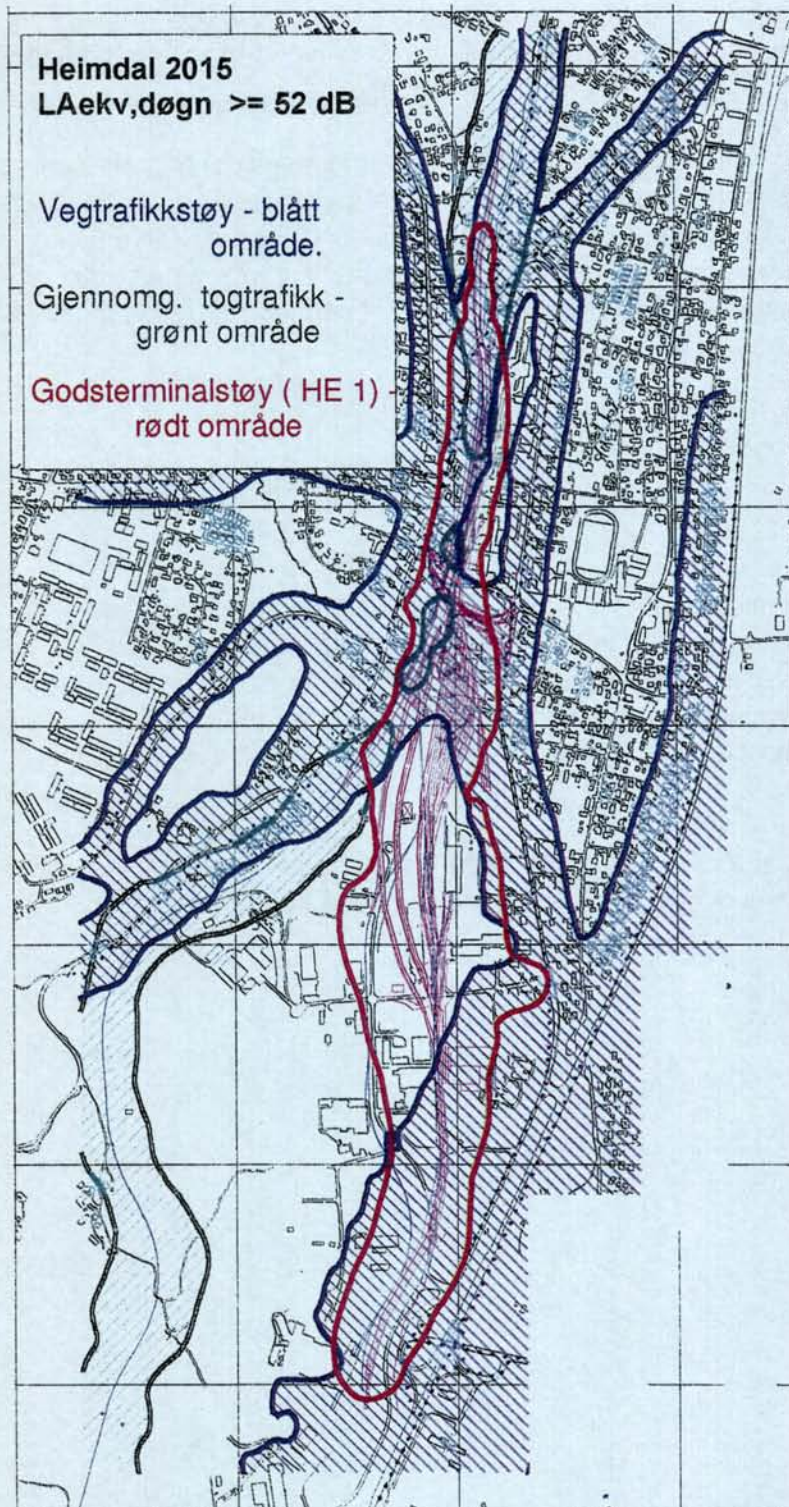 Heimdal 2015
LAekv,døgn >= 52 dB
Vegtrafikkstøy - blått
område.
Gjennomg. togtrafikk -
grønt område
Godsterminalstøy ( HE 1) -
rødt område